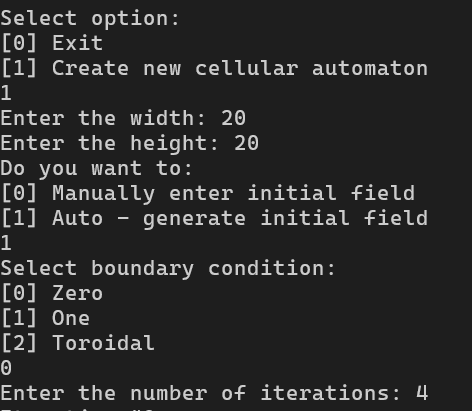 Select option:
[0] Exit
[1] Create new cellular automaton
1
Enter the width: 20
Enter the height: 20
Do you want to:
[0] Manually enter initial field
[1] Auto - generate initial field
1
Select boundary condition:
[0] Zero
[1] One
[2] Toroidal
0
Enter the number of iterations: 4